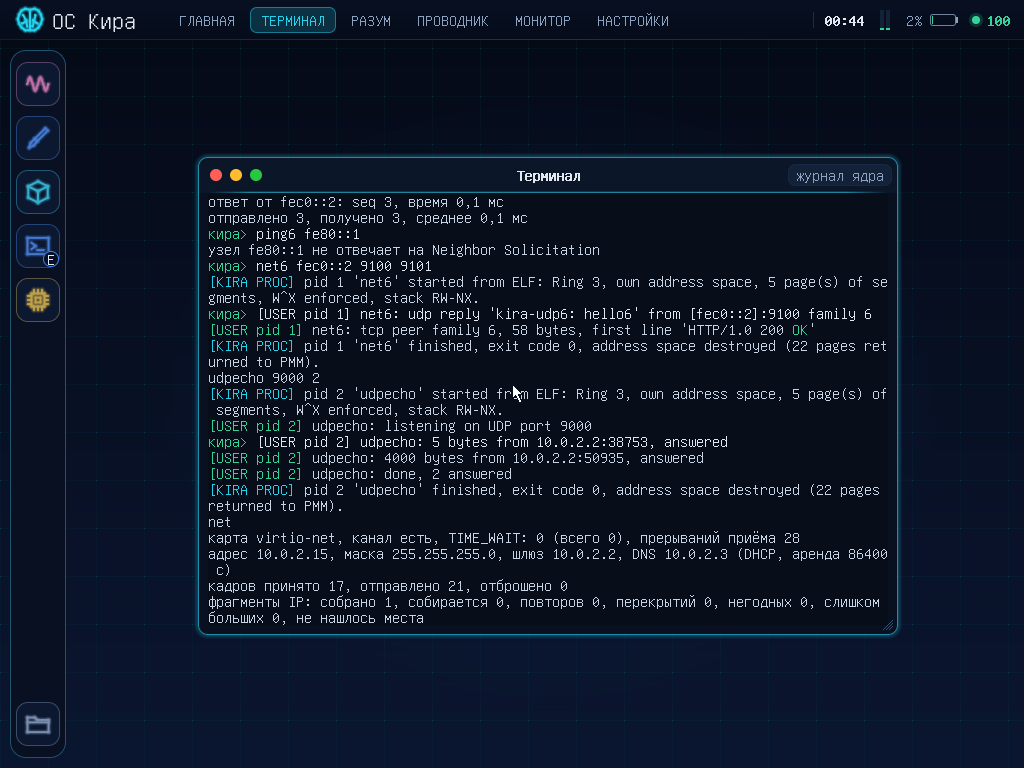 ОС Кира
ГЛАВНАЯ ТЕРМИНАЛ РАЗУМ ПРОВОДНИК МОНИТОР НАСТРОЙКИ
00:44 2% 100
E
Терминал
журнал ядра
ответ от fec0::2: seq 3, время 0,1 мс
отправлено 3, получено 3, среднее 0,1 мс
кира> ping6 fe80::1
узел fe80::1 не отвечает на Neighbor Solicitation
кира> net6 fec0::2 9100 9101
[KIRA PROC] pid 1 'net6' started from ELF: Ring 3, own address space, 5 page(s) of se
gments, W^X enforced, stack RW-NX.
кира> [USER pid 1] net6: udp reply 'kira-udp6: hello6' from [fec0::2]:9100 family 6
[USER pid 1] net6: tcp peer family 6, 58 bytes, first line 'HTTP/1.0 200 OK'
[KIRA PROC] pid 1 'net6' finished, exit code 0, address space destroyed (22 pages ret
urned to PMM).
udpecho 9000 2
[KIRA PROC] pid 2 'udpecho' started from ELF: Ring 3, own address space, 5 page(s) of
segments, W^X enforced, stack RW-NX.
[USER pid 2] udpecho: listening on UDP port 9000
кира> [USER pid 2] udpecho: 5 bytes from 10.0.2.2:38753, answered
[USER pid 2] udpecho: 4000 bytes from 10.0.2.2:50935, answered
[USER pid 2] udpecho: done, 2 answered
[KIRA PROC] pid 2 'udpecho' finished, exit code 0, address space destroyed (22 pages
returned to PMM).
net
карта virtio-net, канал есть, TIME_WAIT: 0 (всего 0), прерываний приёма 28
адрес 10.0.2.15, маска 255.255.255.0, шлюз 10.0.2.2, DNS 10.0.2.3 (DHCP, аренда 86400
с)
кадров принято 17, отправлено 21, отброшено 0
фрагменты IP: собрано 1, собирается 0, повторов 0, перекрытий 0, негодных 0, слишком
больших 0, не нашлось места